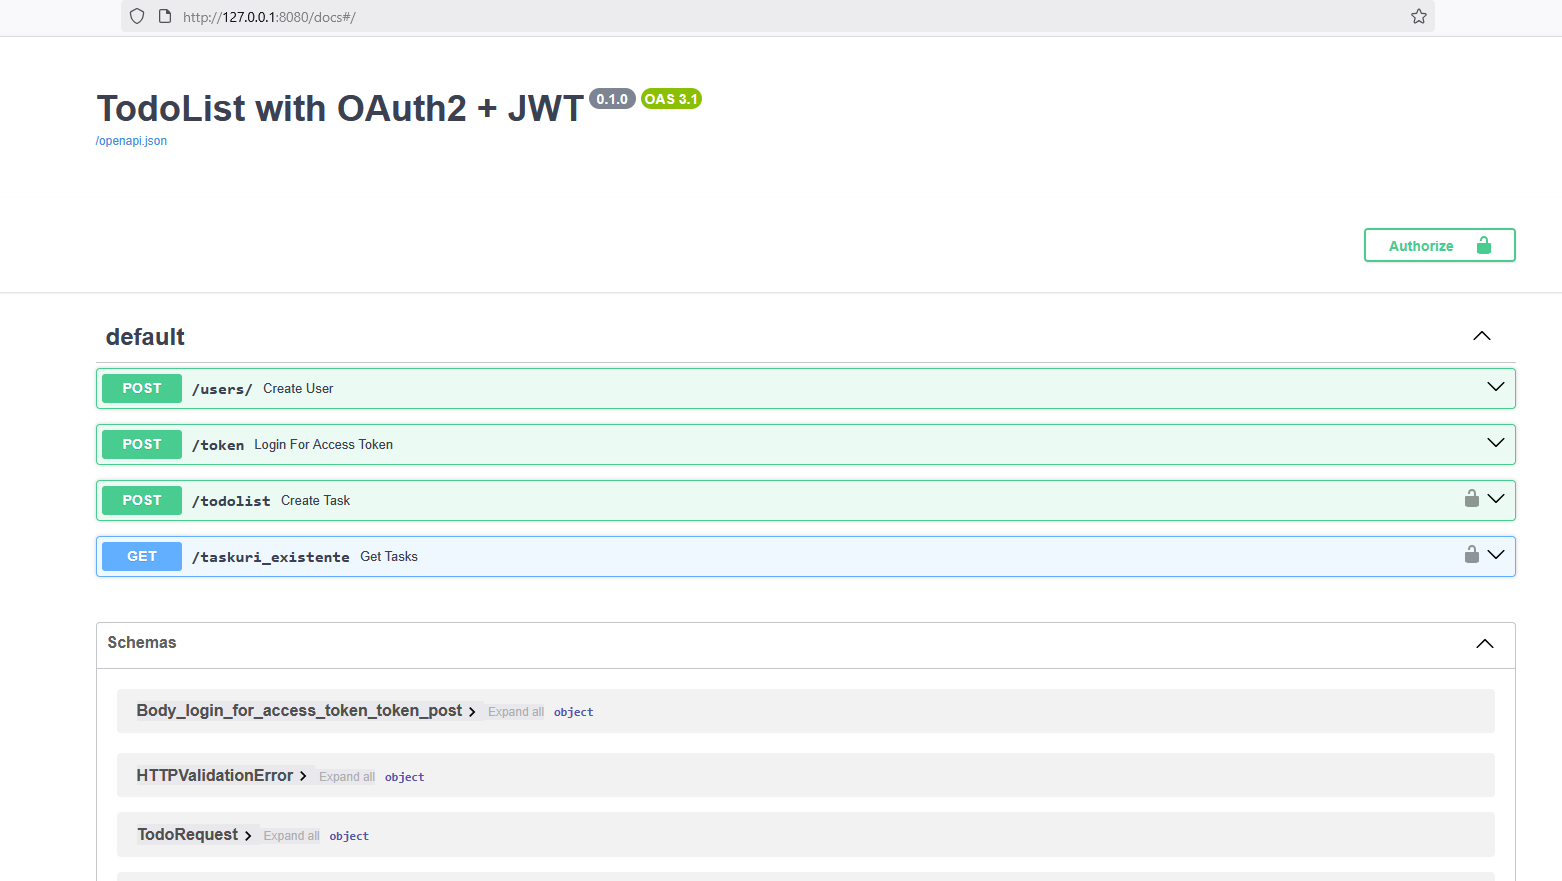 http://127.0.0.1:8080/docs#/
TodoList with OAuth2 + JWT 0.1.0 OAS 3.1
/openapi.json
Authorize
default
POST /users/ Create User
POST /token Login For Access Token
POST /todolist Create Task
GET /taskuri_existente Get Tasks
Schemas
Body_login_for_access_token_token_post Expand all object
HTTPValidationError Expand all object
TodoRequest Expand all object